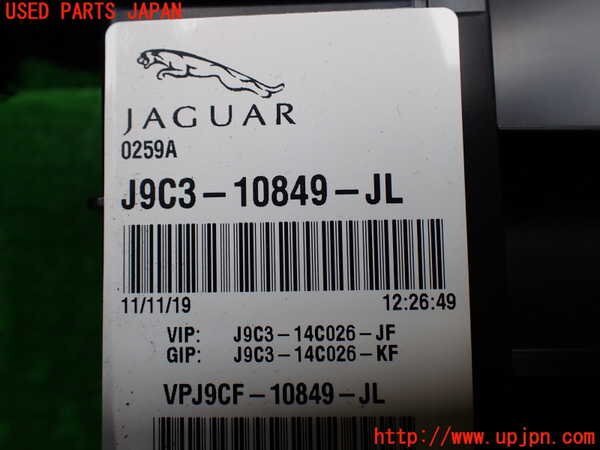 USED PARTS JAPAN
JAGUAR
0259A
J9C3-10849-JL
11/11/19 12:26:49
VIP: J9C3-14C026-JF
GIP: J9C3-14C026-KF
VPJ9CF-10849-JL
http://www.upjpn.com